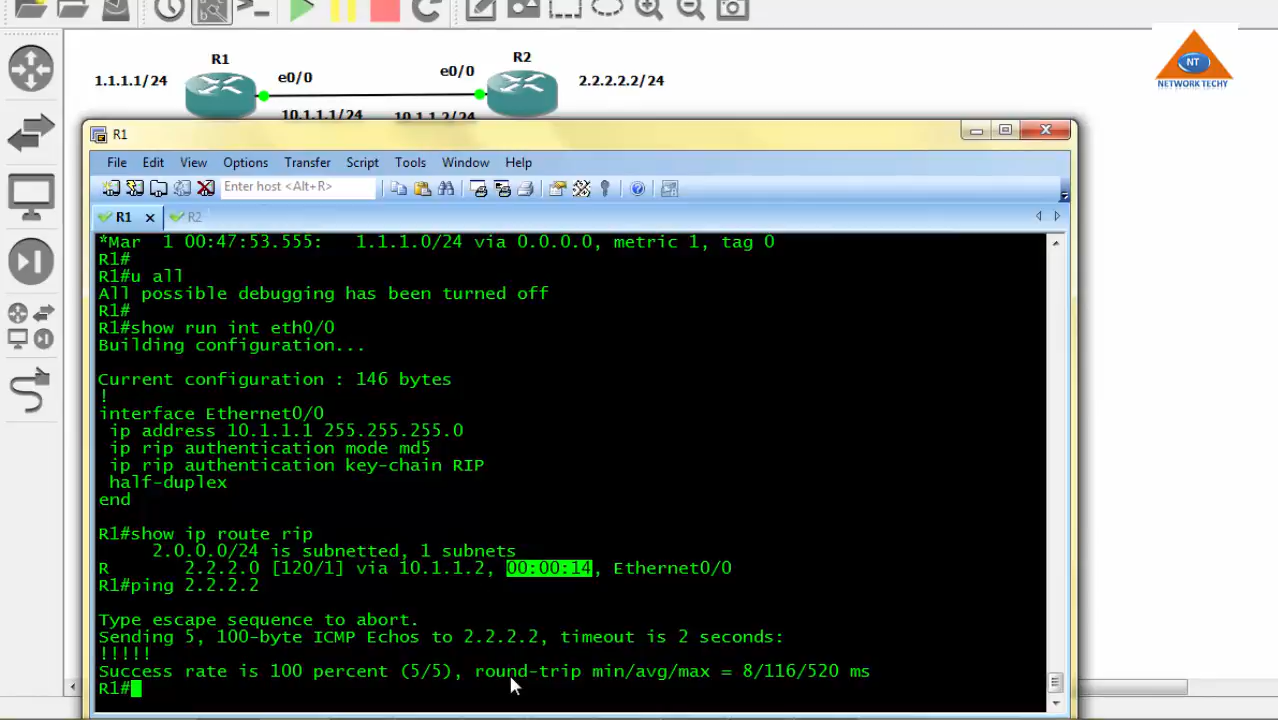 R1
R2
1.1.1.1/24
e0/0
e0/0
2.2.2.2.2/24
10.1.1.1/24
10.1.1.2/24
NT
NETWORK TECHY
R1
File Edit View Options Transfer Script Tools Window Help
Enter host <Alt+R>
R1
R2
*Mar  1 00:47:53.555:   1.1.1.0/24 via 0.0.0.0, metric 1, tag 0
R1#
R1#u all
All possible debugging has been turned off
R1#
R1#show run int eth0/0
Building configuration...
Current configuration : 146 bytes
!
interface Ethernet0/0
ip address 10.1.1.1 255.255.255.0
ip rip authentication mode md5
ip rip authentication key-chain RIP
half-duplex
end
R1#show ip route rip
2.0.0.0/24 is subnetted, 1 subnets
R       2.2.2.0 [120/1] via 10.1.1.2, 00:00:14, Ethernet0/0
R1#ping 2.2.2.2
Type escape sequence to abort.
Sending 5, 100-byte ICMP Echos to 2.2.2.2, timeout is 2 seconds:
!!!!!
Success rate is 100 percent (5/5), round-trip min/avg/max = 8/116/520 ms
R1#